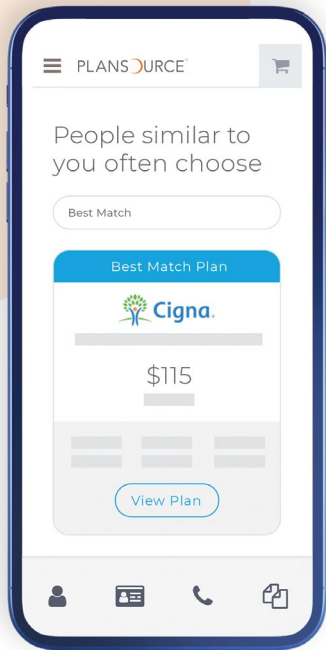 PLANSOURCE
People similar to
you often choose
Best Match
Best Match Plan
Cigna.
$115
View Plan